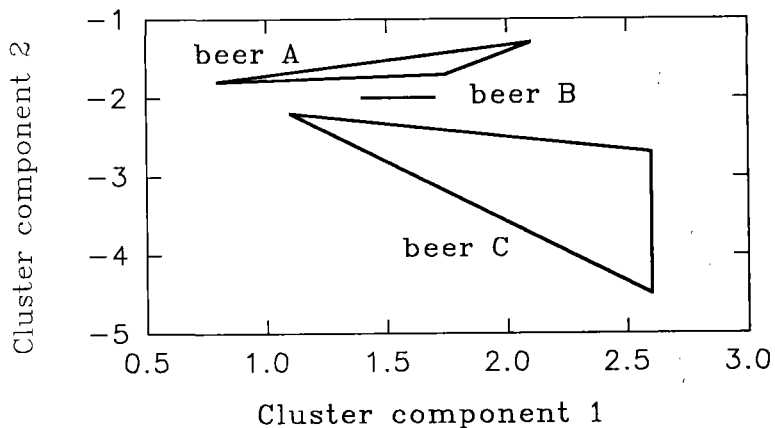 Cluster component 2
−1
−2
−3
−4
−5
beer A
beer B
beer C
0.5 1.0 1.5 2.0 2.5 3.0
Cluster component 1